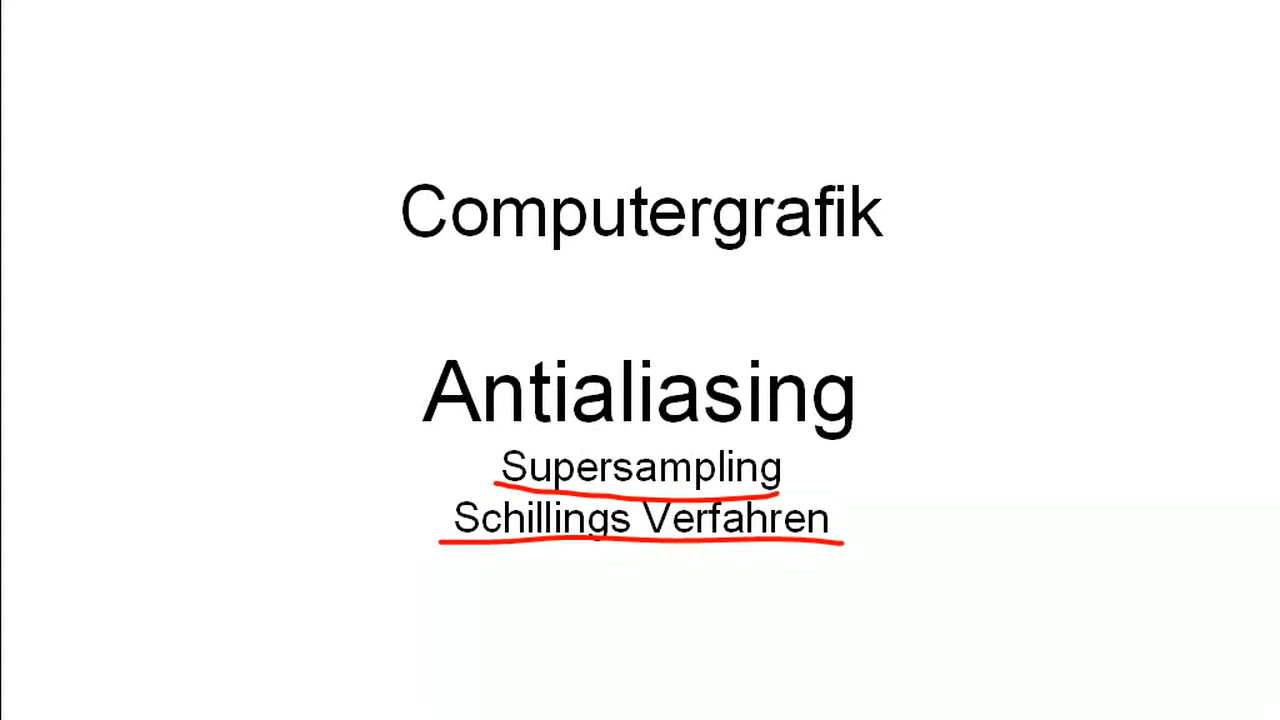 Computergrafik
Antialiasing
Supersampling
Schillings Verfahren